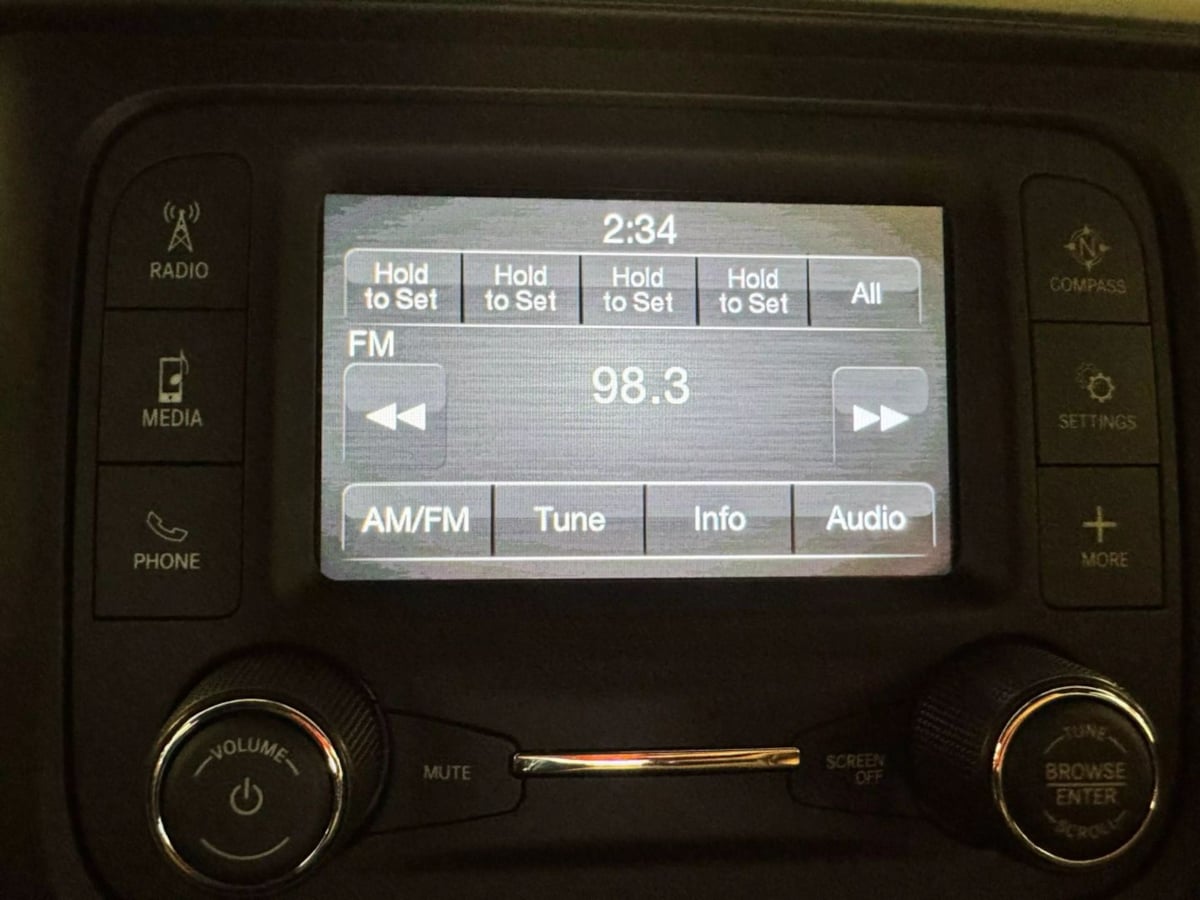 2:34
Hold
to Set
Hold
to Set
Hold
to Set
Hold
to Set
All
FM
98.3
AM/FM
Tune
Info
Audio
RADIO
MEDIA
PHONE
N
COMPASS
SETTINGS
MORE
VOLUME
MUTE
SCREEN
OFF
TUNE
BROWSE
ENTER
SCROLL